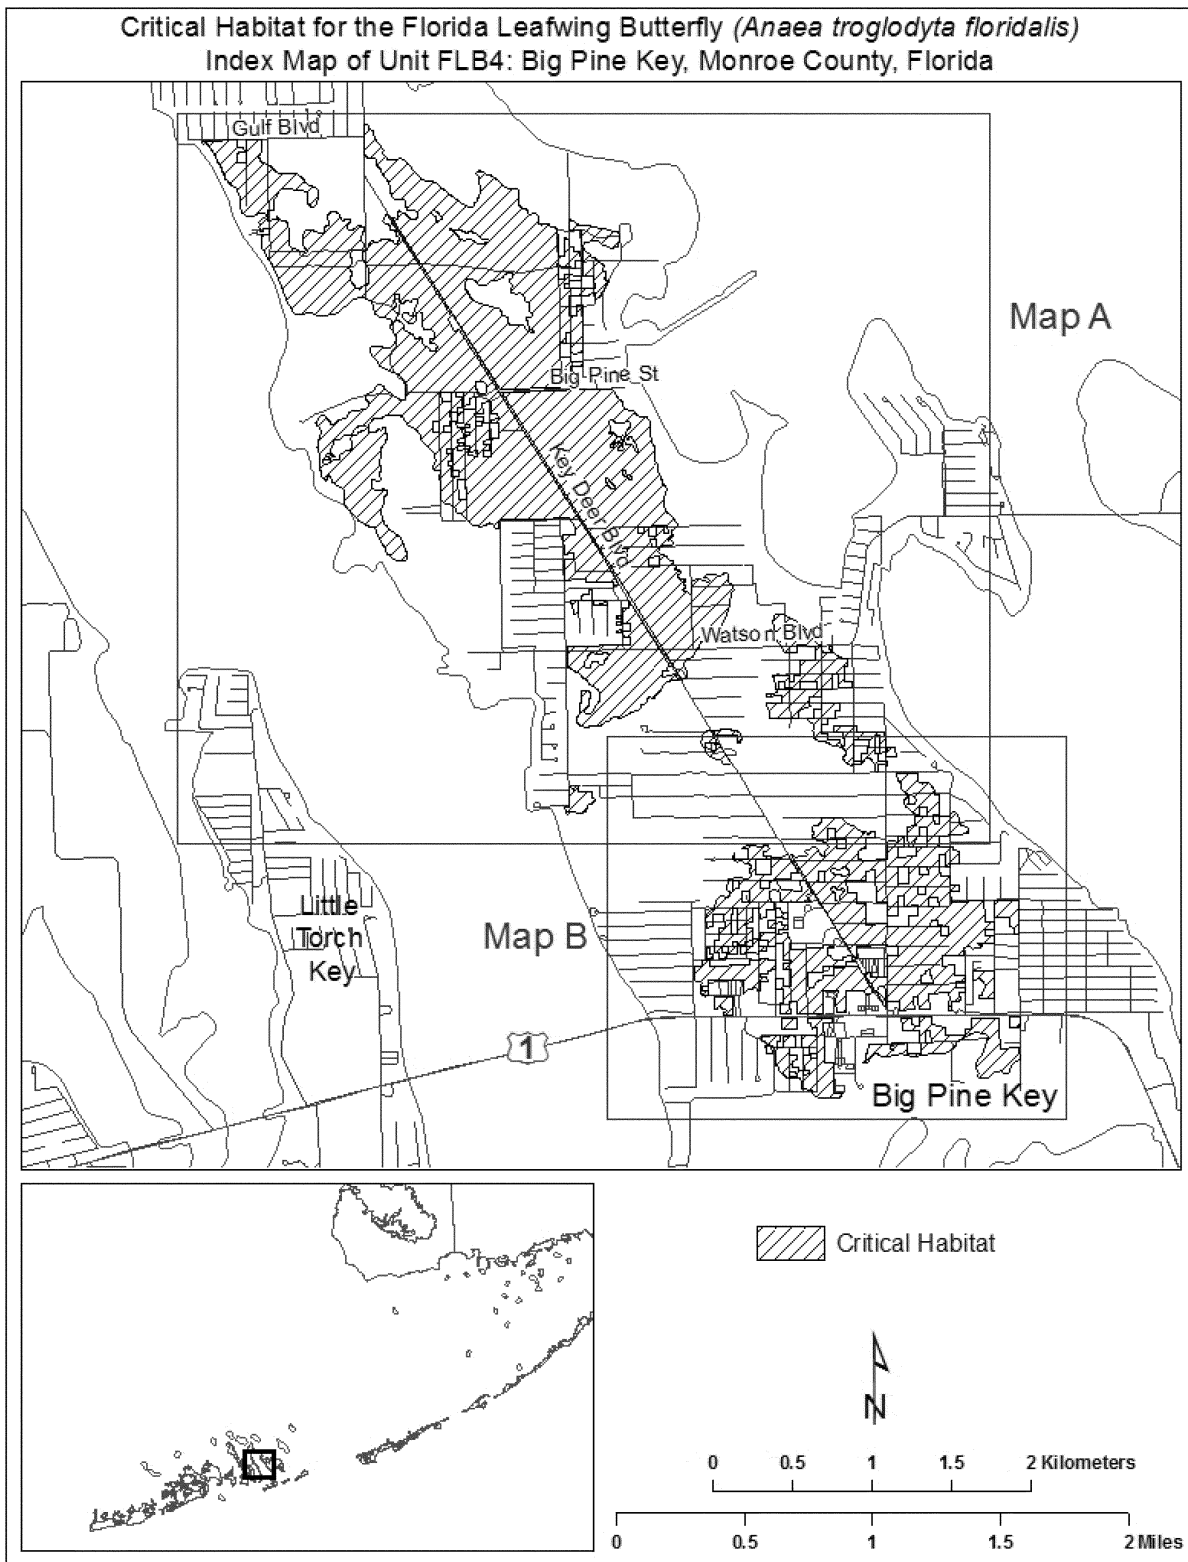 Critical Habitat for the Florida Leafwing Butterfly (Anaea troglodyta floridalis)
Index Map of Unit FLB4: Big Pine Key, Monroe County, Florida
Gulf Blvd
Map A
Big Pine St
Key Deer Blvd
Watson Blvd
Little
Torch
Key
Map B
1
Big Pine Key
Critical Habitat
N
0 0.5 1 1.5 2 Kilometers
0 0.5 1 1.5 2 Miles